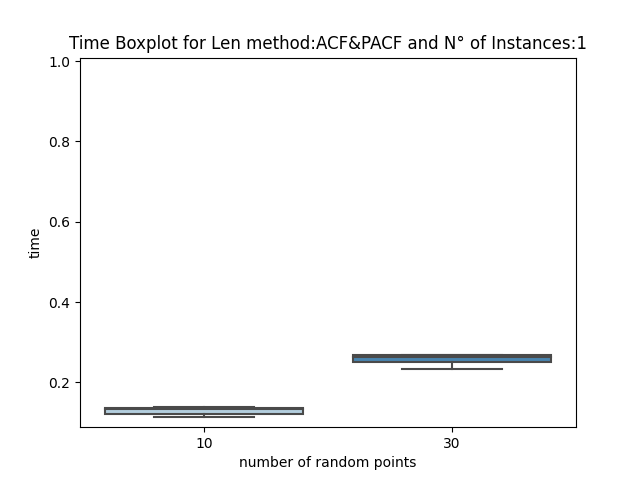 Time Boxplot for Len method:ACF&PACF and N° of Instances:1
1.0
0.8
0.6
0.4
0.2
time
10 30
number of random points